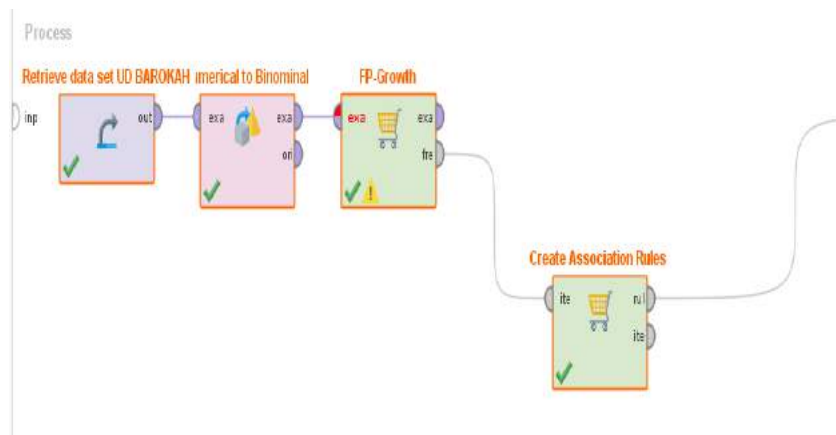 Process
Retrieve data set UD BAROKAH
umerical to Binominal
FP-Growth
inp
out
exa
exa
ori
exa
exa
fre
Create Association Rules
ite
rul
ite